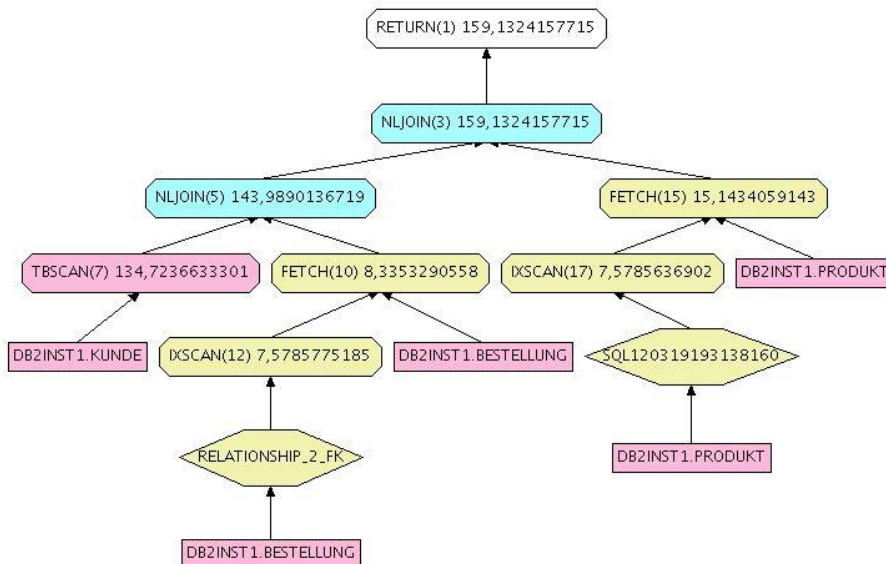 RETURN(1) 159,1324157715
NLJOIN(3) 159,1324157715
NLJOIN(5) 143,9890136719
FETCH(15) 15,1434059143
TBSCAN(7) 134,7236633301
FETCH(10) 8,3353290558
IXSCAN(17) 7,5785636902
DB2INST1.PRODUKT
DB2INST1.KUNDE
IXSCAN(12) 7,5785775185
DB2INST1.BESTELLUNG
SQL120319193138160
RELATIONSHIP_2_FK
DB2INST1.PRODUKT
DB2INST1.BESTELLUNG